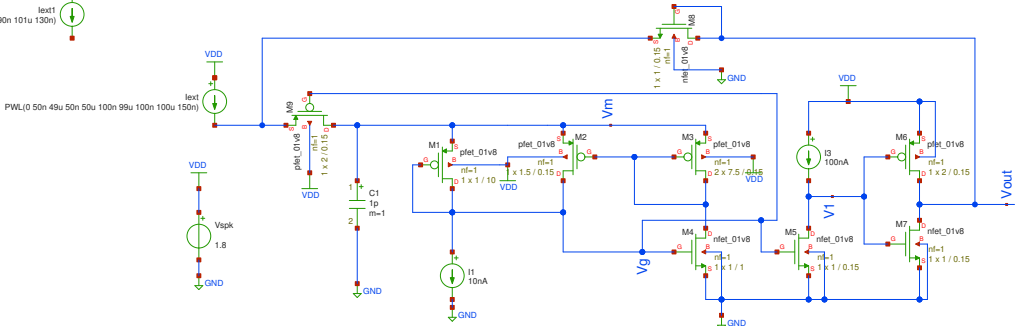 Iext1
90n 101u 130n)
VDD
Iext
PWL(0 50n 49u 50n 50u 100n 99u 100n 100u 150n)
VDD
Vspk
1.8
GND
M9
G
S
B
D
pfet_01v8
nf=1
1 x 2 / 0.15
VDD
1
2
C1
1p
m=1
GND
M1
G
S
B
D
pfet_01v8
nf=1
1 x 1 / 10
I1
10nA
GND
M2
S
B
G
D
pfet_01v8
nf=1
1 x 1.5 / 0.15
VDD
Vm
M3
G
S
B
D
pfet_01v8
nf=1
2 x 7.5 / 0.15
VDD
M8
G
S
B
D
nf=1
nfet_01v8
1 x 1 / 0.15
GND
Vg
M4
G
D
B
S
nfet_01v8
nf=1
1 x 1 / 1
GND
M5
G
D
B
S
nfet_01v8
nf=1
1 x 1 / 0.15
I3
100nA
V1
VDD
M6
G
S
B
D
pfet_01v8
nf=1
1 x 2 / 0.15
M7
G
D
B
S
nfet_01v8
nf=1
1 x 1 / 0.15
Vout